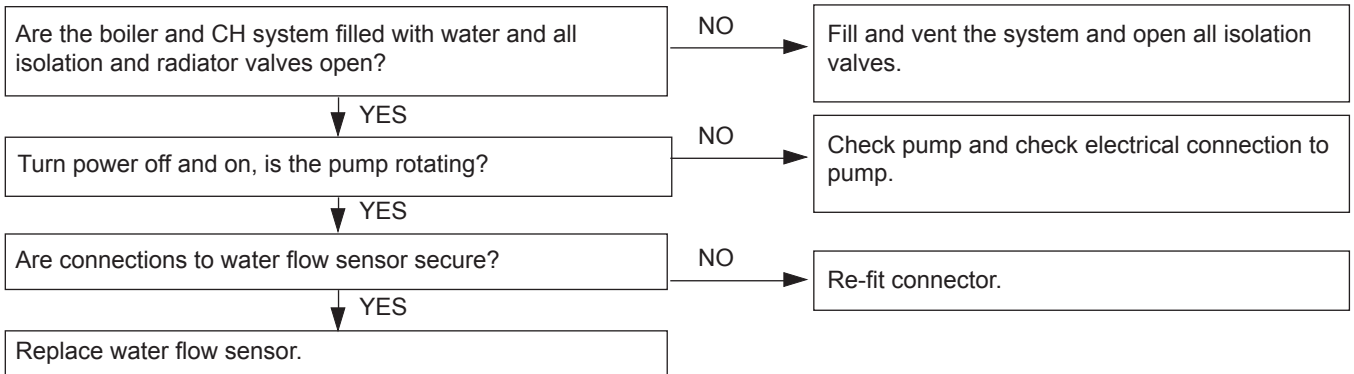 Are the boiler and CH system filled with water and all
isolation and radiator valves open?
NO
Fill and vent the system and open all isolation
valves.
YES
Turn power off and on, is the pump rotating?
NO
Check pump and check electrical connection to
pump.
YES
Are connections to water flow sensor secure?
NO
Re-fit connector.
YES
Replace water flow sensor.